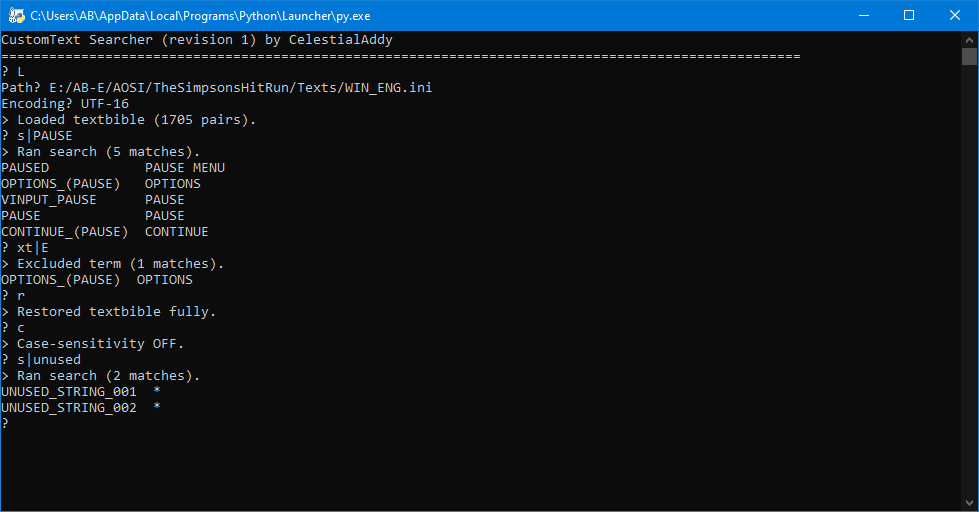 C:\Users\AB\AppData\Local\Programs\Python\Launcher\py.exe
CustomText Searcher (revision 1) by CelestialAddy
====================================================================================================
? L
Path? E:/AB-E/AOSI/TheSimpsonsHitRun/Texts/WIN_ENG.ini
Encoding? UTF-16
> Loaded textbible (1705 pairs).
? s|PAUSE
> Ran search (5 matches).
PAUSED            PAUSE MENU
OPTIONS_(PAUSE)   OPTIONS
VINPUT_PAUSE      PAUSE
PAUSE             PAUSE
CONTINUE_(PAUSE)  CONTINUE
? xt|E
> Excluded term (1 matches).
OPTIONS_(PAUSE)  OPTIONS
? r
> Restored textbible fully.
? c
> Case-sensitivity OFF.
? s|unused
> Ran search (2 matches).
UNUSED_STRING_001  *
UNUSED_STRING_002  *
?